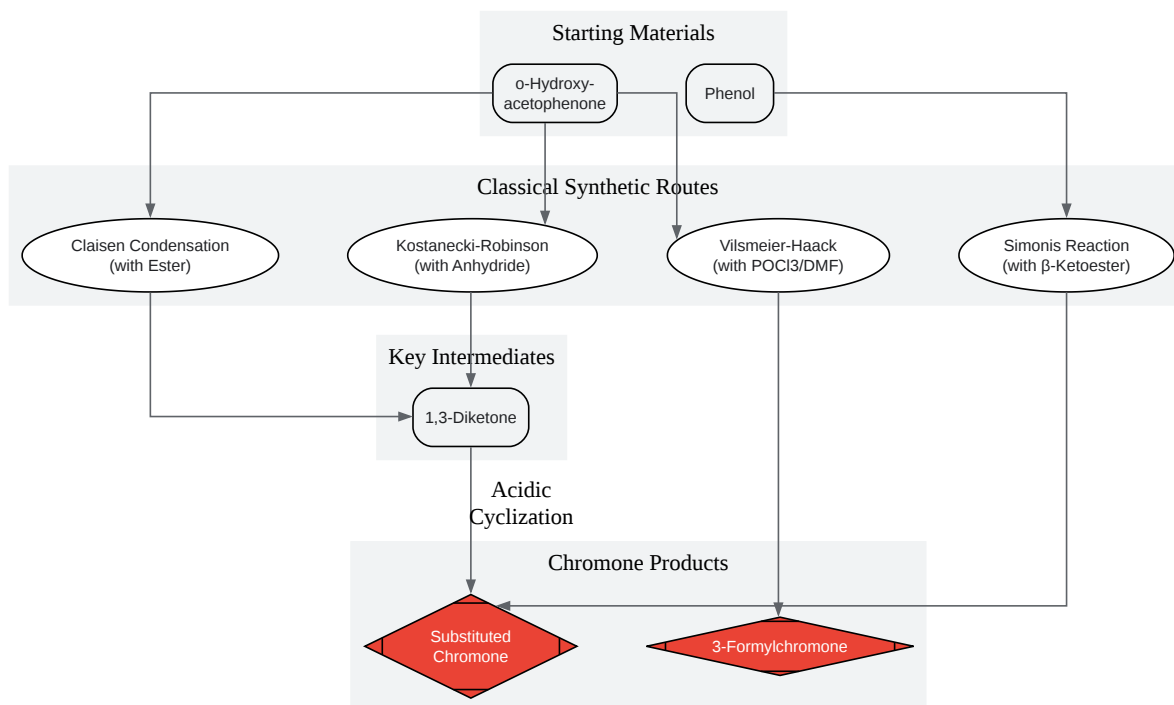 Starting Materials
o-Hydroxy-
acetophenone
Phenol
Classical Synthetic Routes
Claisen Condensation
(with Ester)
Kostanecki-Robinson
(with Anhydride)
Vilsmeier-Haack
(with POCl3/DMF)
Simonis Reaction
(with β-Ketoester)
Key Intermediates
1,3-Diketone
Acidic
Cyclization
Chromone Products
Substituted
Chromone
3-Formylchromone